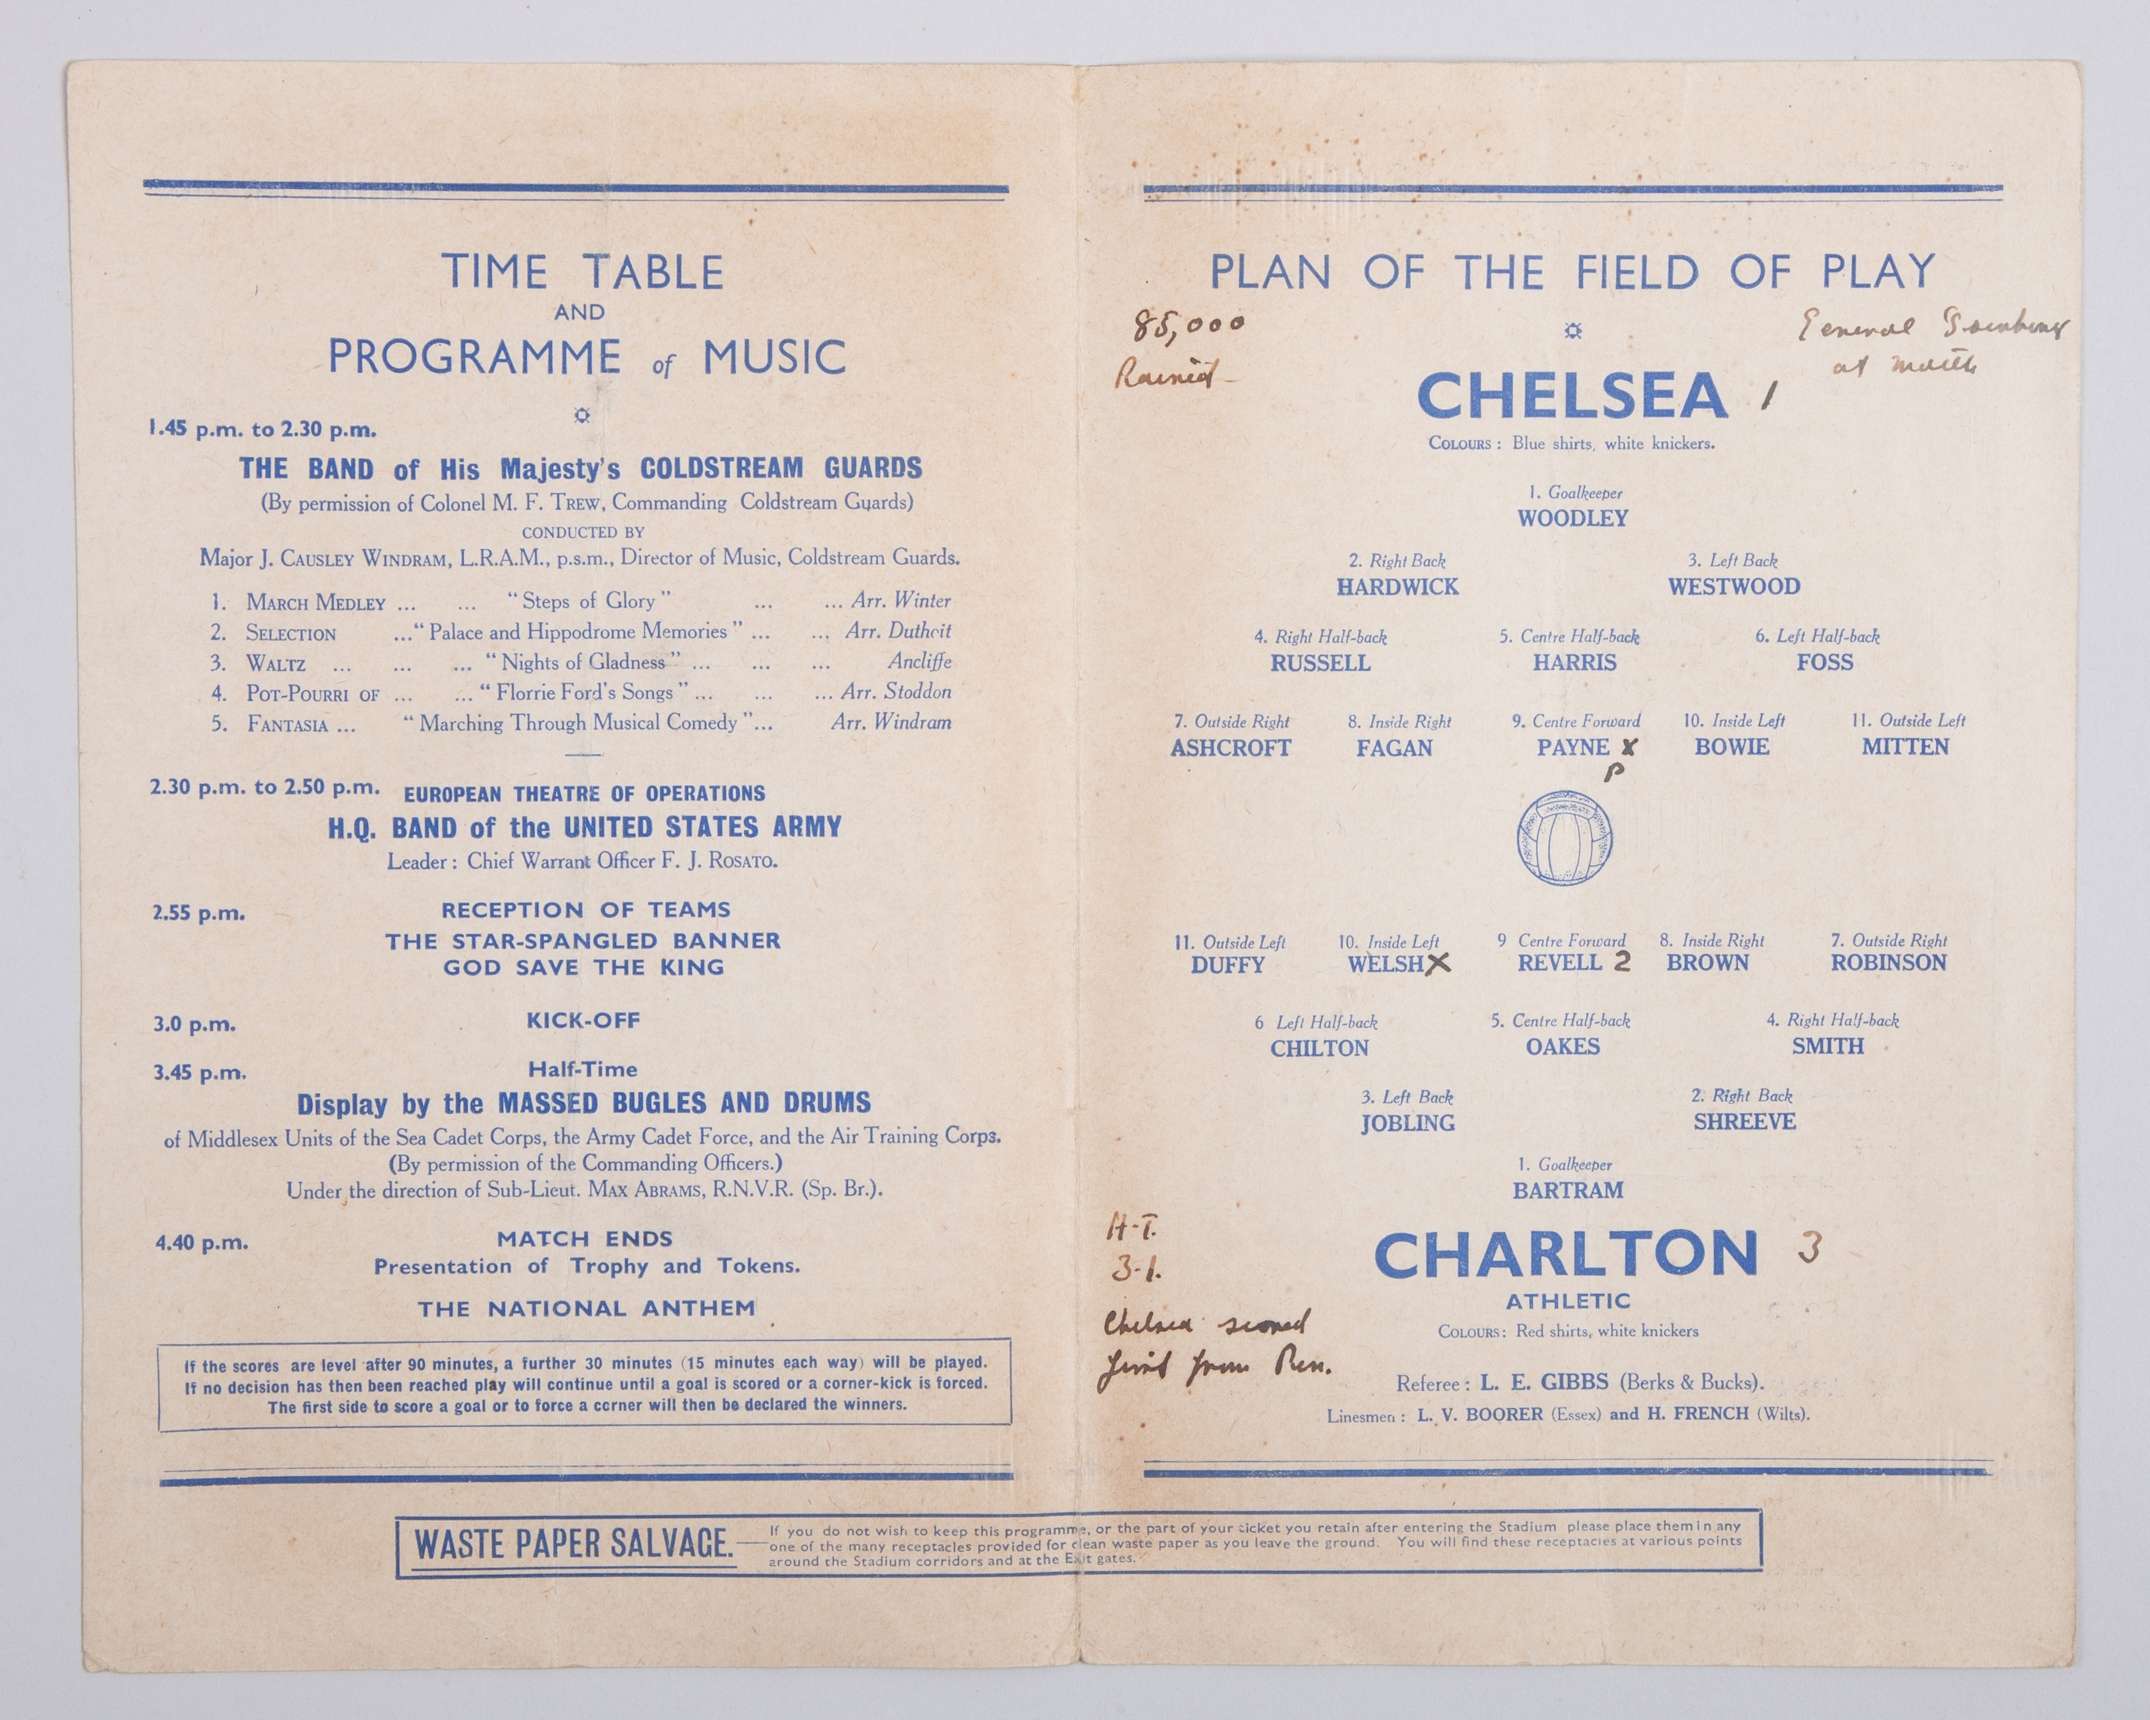 TIME TABLE
AND
PROGRAMME of MUSIC
1.45 p.m. to 2.30 p.m.
THE BAND of His Majesty's COLDSTREAM GUARDS
(By permission of Colonel M. F. TREW, Commanding Coldstream Guards)
CONDUCTED BY
Major J. CAUSLEY WINDRAM, L.R.A.M., p.s.m., Director of Music, Coldstream Guards.
1. MARCH MEDLEY ... ... "Steps of Glory" ... ... Arr. Winter
2. SELECTION ... "Palace and Hippodrome Memories" ... ... Arr. Dutheit
3. WALTZ ... ... ... "Nights of Gladness" ... ... ... Ancliffe
4. POT-POURRI OF ... ... "Florrie Ford's Songs" ... ... ... Arr. Stoddon
5. FANTASIA ... "Marching Through Musical Comedy"... Arr. Windram
2.30 p.m. to 2.50 p.m. EUROPEAN THEATRE OF OPERATIONS
H.Q. BAND of the UNITED STATES ARMY
Leader : Chief Warrant Officer F. J. ROSATO.
2.55 p.m. RECEPTION OF TEAMS
THE STAR-SPANGLED BANNER
GOD SAVE THE KING
3.0 p.m. KICK-OFF
3.45 p.m. Half-Time
Display by the MASSED BUGLES AND DRUMS
of Middlesex Units of the Sea Cadet Corps, the Army Cadet Force, and the Air Training Corps.
(By permission of the Commanding Officers.)
Under the direction of Sub-Lieut. MAX ABRAMS, R.N.V.R. (Sp. Br.).
4.40 p.m. MATCH ENDS
Presentation of Trophy and Tokens.
THE NATIONAL ANTHEM
If the scores are level after 90 minutes, a further 30 minutes (15 minutes each way) will be played.
If no decision has then been reached play will continue until a goal is scored or a corner-kick is forced.
The first side to score a goal or to force a corner will then be declared the winners.
PLAN OF THE FIELD OF PLAY
85,000
Rained
General
at match
CHELSEA 1
COLOURS : Blue shirts, white knickers.
1. Goalkeeper
WOODLEY
2. Right Back 3. Left Back
HARDWICK WESTWOOD
4. Right Half-back 5. Centre Half-back 6. Left Half-back
RUSSELL HARRIS FOSS
7. Outside Right 8. Inside Right 9. Centre Forward 10. Inside Left 11. Outside Left
ASHCROFT FAGAN PAYNE x BOWIE MITTEN
P
11. Outside Left 10. Inside Left 9 Centre Forward 8. Inside Right 7. Outside Right
DUFFY WELSH X REVELL 2 BROWN ROBINSON
6 Left Half-back 5. Centre Half-back 4. Right Half-back
CHILTON OAKES SMITH
3. Left Back 2. Right Back
JOBLING SHREEVE
1. Goalkeeper
BARTRAM
H-T.
3-1.
CHARLTON 3
ATHLETIC
Chelsea scored
first from Pen.
COLOURS : Red shirts, white knickers
Referee : L. E. GIBBS (Berks & Bucks).
Linesmen : L. V. BOORER (Essex) and H. FRENCH (Wilts).
WASTE PAPER SALVAGE.
If you do not wish to keep this programme, or the part of your ticket you retain after entering the Stadium please place them in any
one of the many receptacles provided for clean waste paper as you leave the ground. You will find these receptacles at various points
around the Stadium corridors and at the Exit gates.